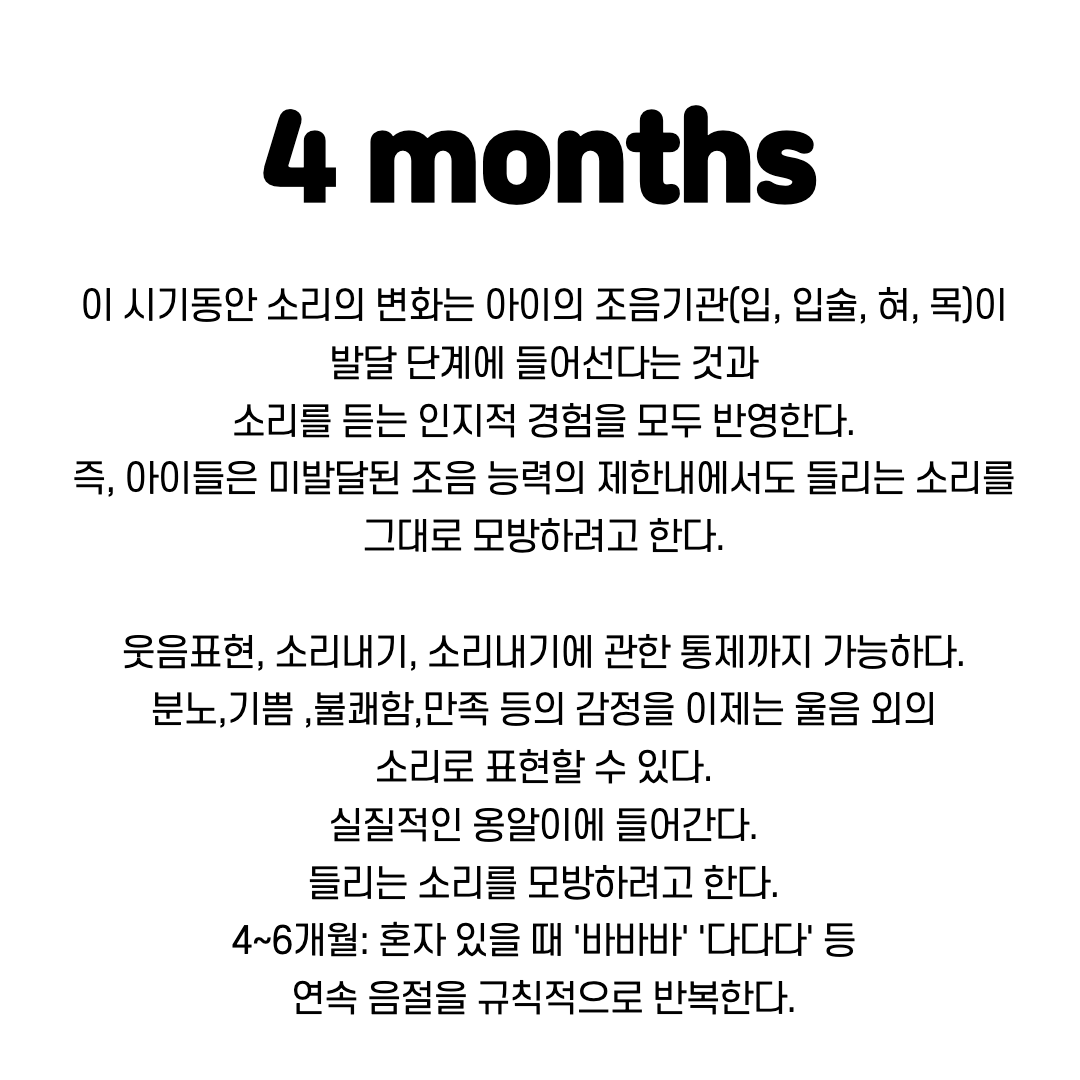 4 months
이 시기동안 소리의 변화는 아이의 조음기관(입, 입술, 혀, 목)이
발달 단계에 들어선다는 것과
소리를 듣는 인지적 경험을 모두 반영한다.
즉, 아이들은 미발달된 조음 능력의 제한내에서도 들리는 소리를
그대로 모방하려고 한다.
웃음표현, 소리내기, 소리내기에 관한 통제까지 가능하다.
분노,기쁨 ,불쾌함,만족 등의 감정을 이제는 울음 외의
소리로 표현할 수 있다.
실질적인 옹알이에 들어간다.
들리는 소리를 모방하려고 한다.
4~6개월: 혼자 있을 때 '바바바' '다다다' 등
연속 음절을 규칙적으로 반복한다.